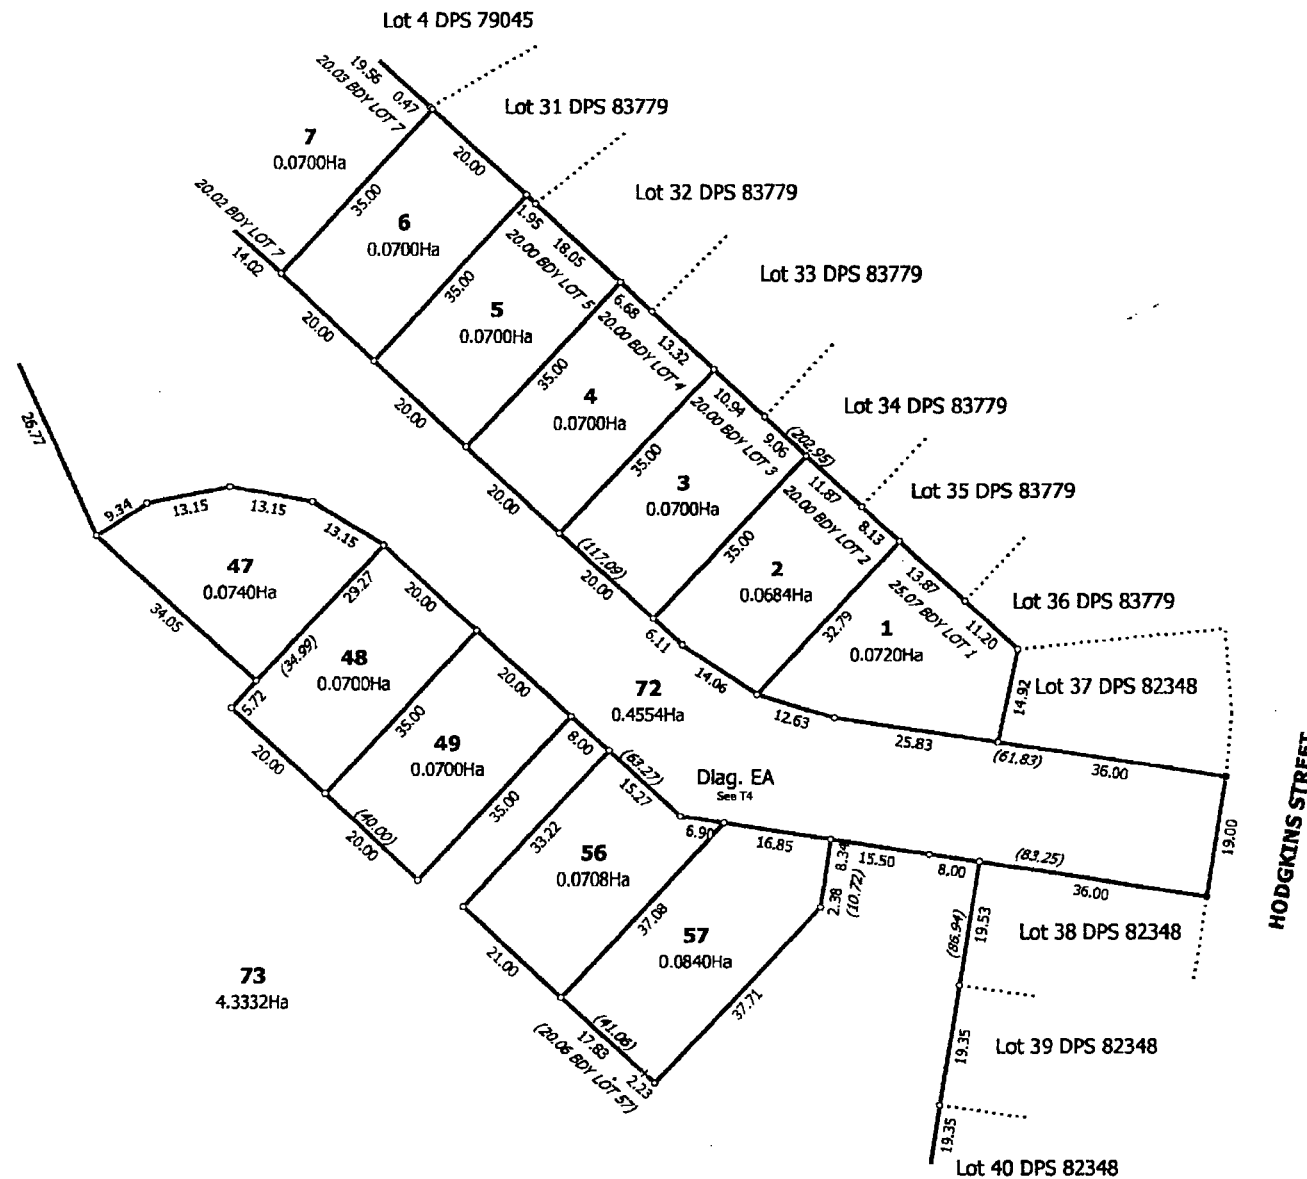 Lot 4 DPS 79045
19.56
0.47
20.03 BDY LOT 7
Lot 31 DPS 83779
7
0.0700Ha
20.00
20.02 BDY LOT 7
14.02
35.00
Lot 32 DPS 83779
6
0.0700Ha
1.95
18.05
20.00 BDY LOT 5
Lot 33 DPS 83779
20.00
35.00
5
0.0700Ha
6.68
13.32
20.00 BDY LOT 4
20.00
35.00
4
0.0700Ha
10.94
9.06
(202.95)
20.00 BDY LOT 3
Lot 34 DPS 83779
26.77
20.00
35.00
3
0.0700Ha
11.87
8.13
20.00 BDY LOT 2
Lot 35 DPS 83779
9.34
13.15
13.15
13.15
(117.09)
20.00
35.00
2
0.0684Ha
13.87
11.20
25.07 BDY LOT 1
Lot 36 DPS 83779
47
0.0740Ha
34.05
29.27
(34.99)
5.72
20.00
6.11
14.06
32.79
1
0.0720Ha
14.92
Lot 37 DPS 82348
48
0.0700Ha
20.00
20.00
35.00
72
0.4554Ha
12.63
25.83
(61.83)
36.00
49
0.0700Ha
8.00
(63.27)
15.27
Diag. EA
See T4
HODGKINS STREET
19.00
(40.00)
20.00
35.00
33.22
56
0.0708Ha
6.90
16.85
8.34
2.38
(10.72)
15.50
8.00
(83.25)
36.00
37.08
21.00
57
0.0840Ha
37.71
(86.94)
19.53
Lot 38 DPS 82348
73
4.3332Ha
(41.06)
17.83
2.23
(20.06 BDY LOT 57)
19.35
Lot 39 DPS 82348
19.35
Lot 40 DPS 82348